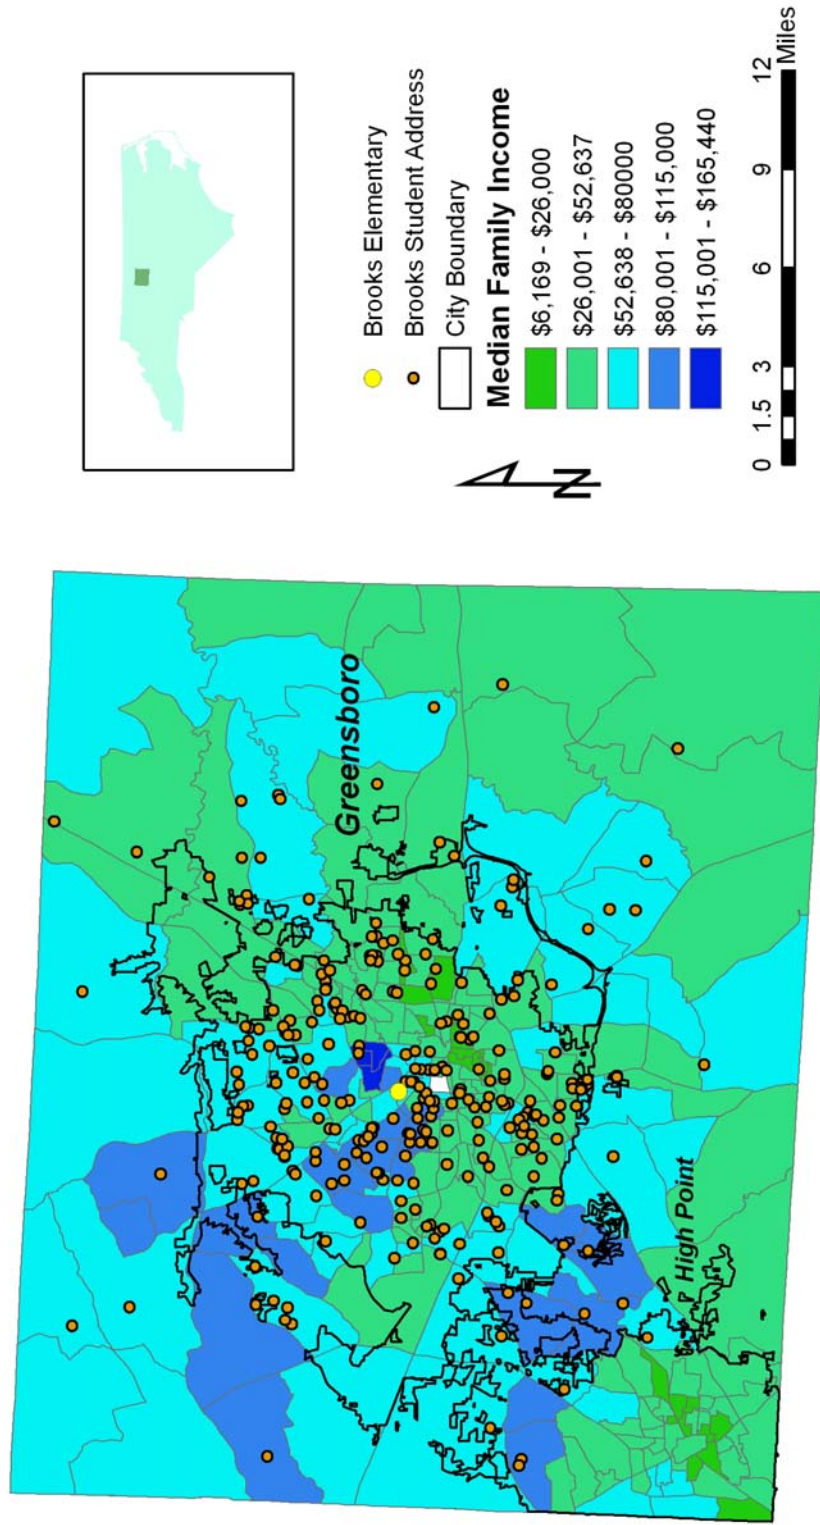 Greensboro
High Point
Brooks Elementary
Brooks Student Address
City Boundary
Median Family Income
$6,169 - $26,000
$26,001 - $52,637
$52,638 - $80000
$80,001 - $115,000
$115,001 - $165,440
N
0 1.5 3 6 9 12
Miles